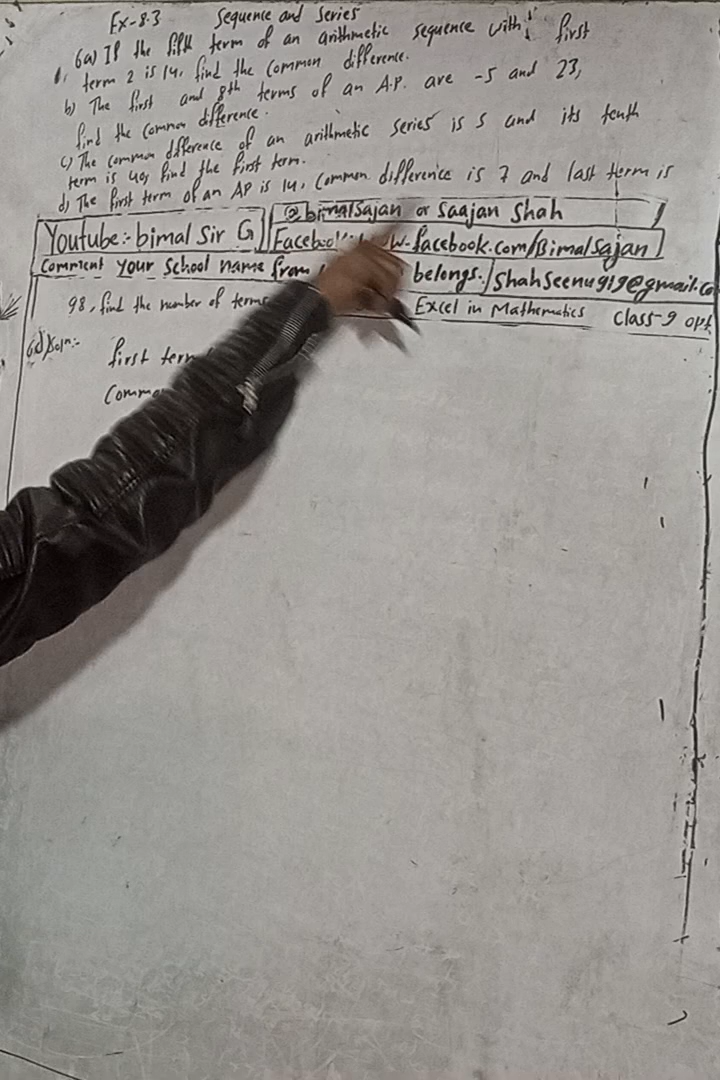 Ex-8.3 Sequence and Series
6a) If the fifth term of an arithmetic sequence with first
term 2 is 14, find the common difference.
b) The first and 8th terms of an A.P. are -5 and 23,
find the common difference.
c) The common difference of an arithmetic series is 5 and its tenth
term is 40, find the first term.
d) The first term of an AP is 14, Common difference is 7 and last term is
@bimalsajan or Saajan Shah
Youtube:- bimal Sir G
facebook.com/Bimalsajan
Comment your School name from belongs. / Shahseenu919@gmail.co
98, find the number of terms
Excel in Mathematics Class-9 opt
6d) Soln:-
first term
Commo